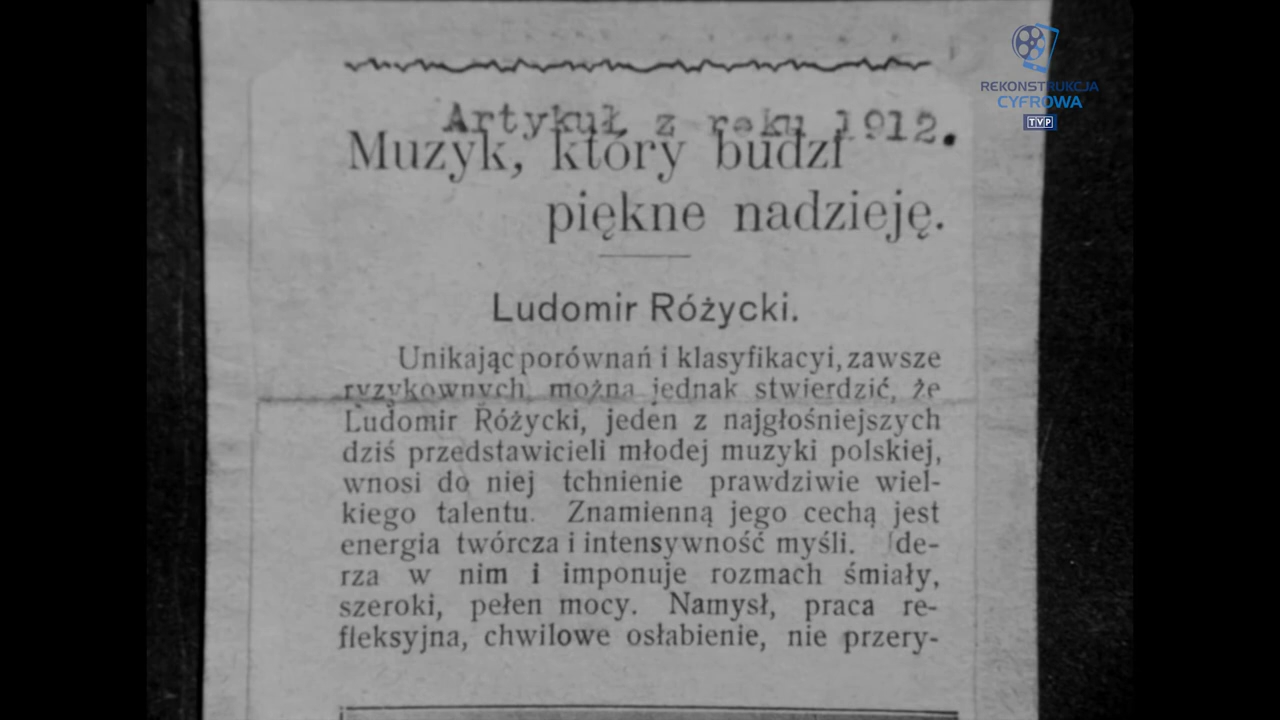 REKONSTRUKCJA
CYFROWA
TVP
Artykuł z roku 1912.
Muzyk, który budzi
piękne nadzieję.
Ludomir Różycki.
Unikając porównań i klasyfikacyi, zawsze
ryzykownych, można jednak stwierdzić, że
Ludomir Różycki, jeden z najgłośniejszych
dziś przedstawicieli młodej muzyki polskiej,
wnosi do niej tchnienie prawdziwie wiel-
kiego talentu. Znamienną jego cechą jest
energia twórcza i intensywność myśli. Ude-
rza w nim i imponuje rozmach śmiały,
szeroki, pełen mocy. Namysł, praca re-
fleksyjna, chwilowe osłabienie, nie przery-